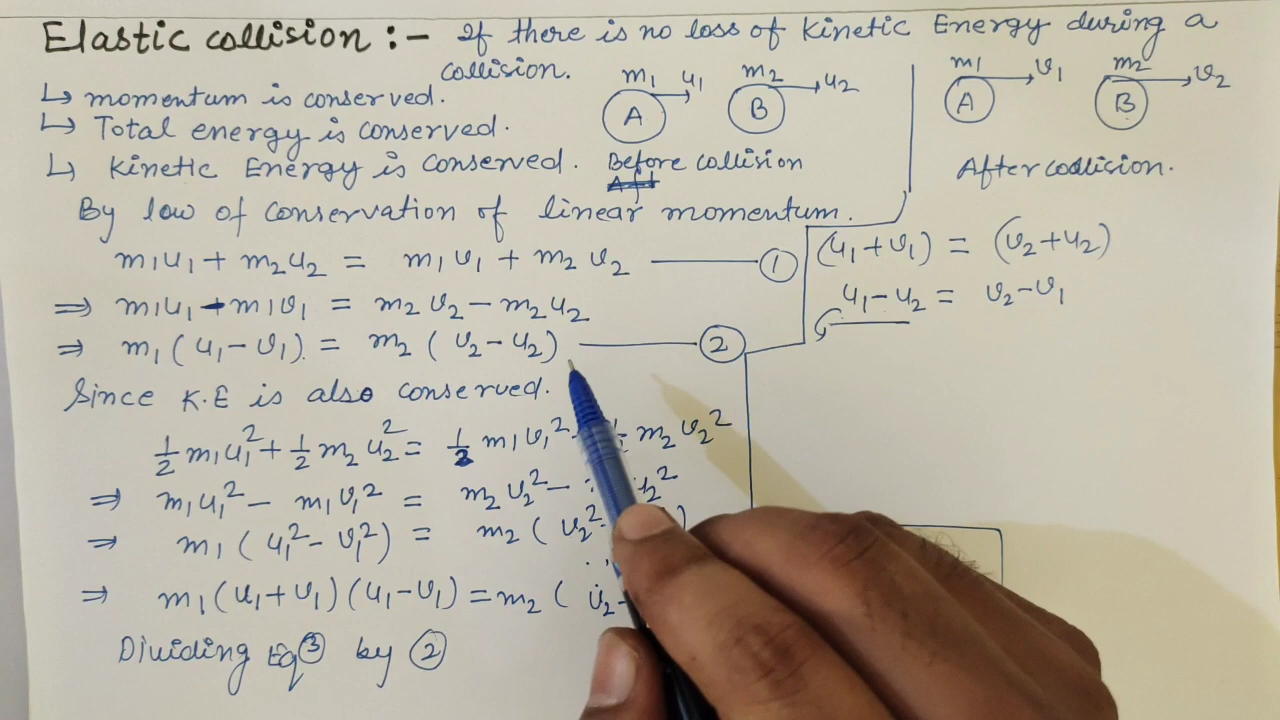 Elastic collision :- If there is no loss of Kinetic Energy during a
collision.
↳ momentum is conserved.
↳ Total energy is conserved.
↳ Kinetic Energy is conserved.
m1 u1 m2 u2
A B
Before collision
m1 v1 m2 v2
A B
After collision.
By law of conservation of linear momentum.
m1u1 + m2u2 = m1v1 + m2v2 — ①
⇒ m1u1 - m1v1 = m2v2 - m2u2
⇒ m1(u1 - v1) = m2(v2 - u2) — ②
Since K.E is also conserved.
1/2 m1u1² + 1/2 m2u2² = 1/2 m1v1² m2v2²
⇒ m1u1² - m1v1² = m2v2² -
⇒ m1(u1² - v1²) = m2(v2²
⇒ m1(u1 + v1)(u1 - v1) = m2(v2
Dividing Eq ③ by ②
(u1 + v1) = (v2 + u2)
u1 - u2 = v2 - v1